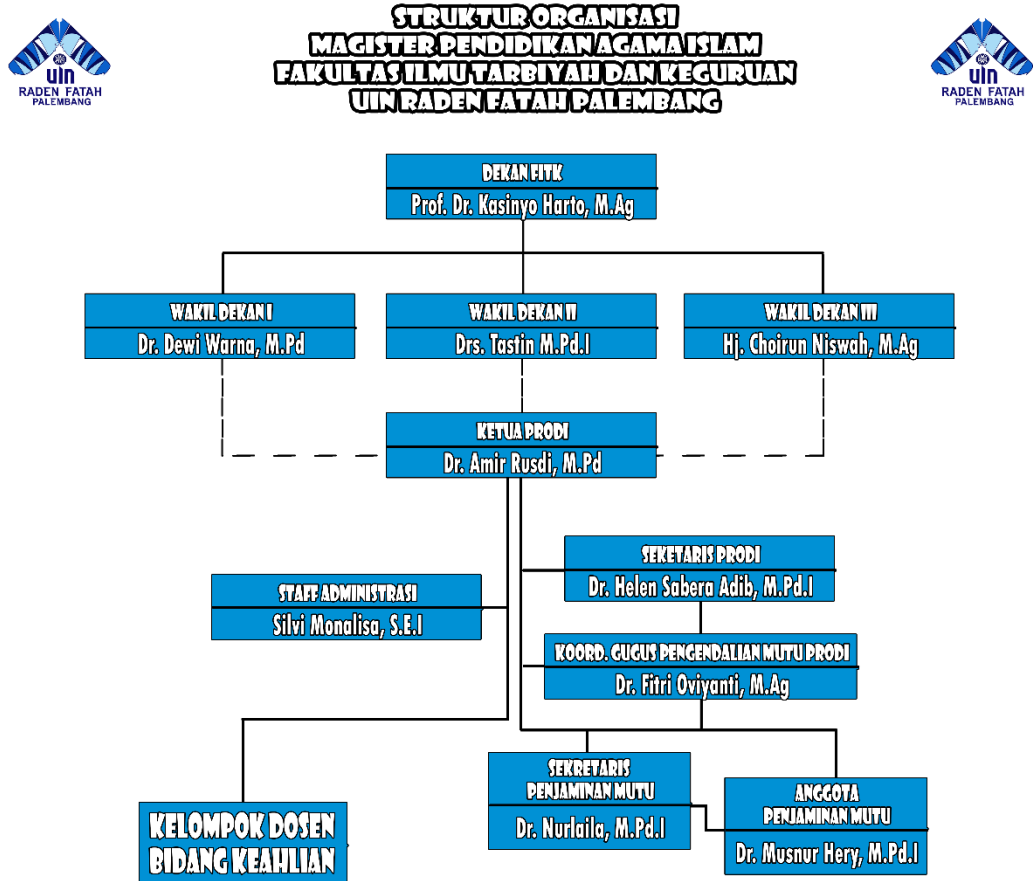 STRUKTUR ORGANISASI
MAGISTER PENDIDIKAN AGAMA ISLAM
FAKULTAS ILMU TARBIYAH DAN KEGURUAN
UIN RADEN FATAH PALEMBANG
uin
RADEN FATAH
PALEMBANG
uin
RADEN FATAH
PALEMBANG
DEKAN FITK
Prof. Dr. Kasinyo Harto, M.Ag
WAKIL DEKAN I
Dr. Dewi Warna, M.Pd
WAKIL DEKAN II
Drs. Tastin M.Pd.I
WAKIL DEKAN III
Hj. Choirun Niswah, M.Ag
KETUA PRODI
Dr. Amir Rusdi, M.Pd
SEKETARIS PRODI
Dr. Helen Sabera Adib, M.Pd.I
STAFF ADMINISTRASI
Silvi Monalisa, S.E.I
KOORD. GUGUS PENGENDALIAN MUTU PRODI
Dr. Fitri Oviyanti, M.Ag
SEKRETARIS
PENJAMINAN MUTU
Dr. Nurlaila, M.Pd.I
ANGGOTA
PENJAMINAN MUTU
Dr. Musnur Hery, M.Pd.I
KELOMPOK DOSEN
BIDANG KEAHLIAN